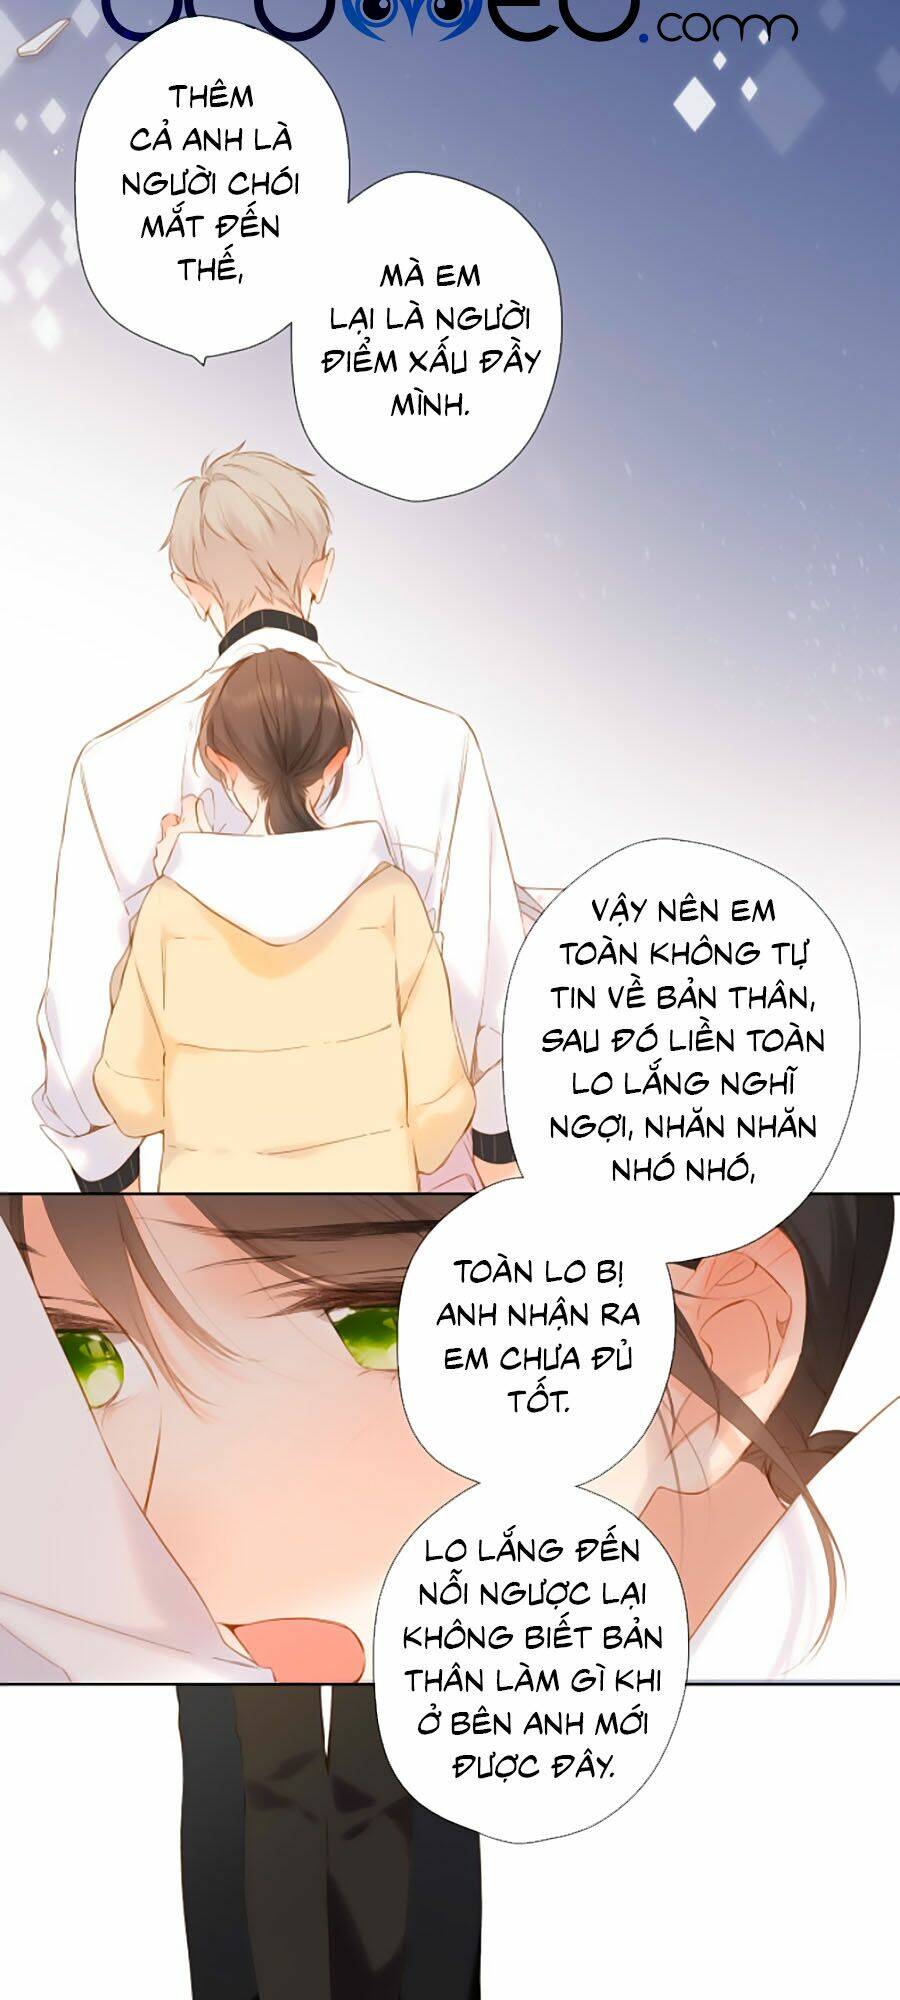 .comm
THÊM
CẢ ANH LÀ
NGƯỜI CHÓI
MẮT ĐẾN
THẾ,
MÀ EM
LẠI LÀ NGƯỜI
ĐIỂM XẤU ĐẦY
MÌNH.
VẬY NÊN EM
TOÀN KHÔNG TỰ
TIN VỀ BẢN THÂN,
SAU ĐÓ LIỀN TOÀN
LO LẮNG NGHĨ
NGỢI, NHĂN NHĂN
NHÓ NHÓ,
TOÀN LO BỊ
ANH NHẬN RA
EM CHƯA ĐỦ
TỐT.
LO LẮNG ĐẾN
NỖI NGƯỢC LẠI
KHÔNG BIẾT BẢN
THÂN LÀM GÌ KHI
Ở BÊN ANH MỚI
ĐƯỢC ĐÂY.